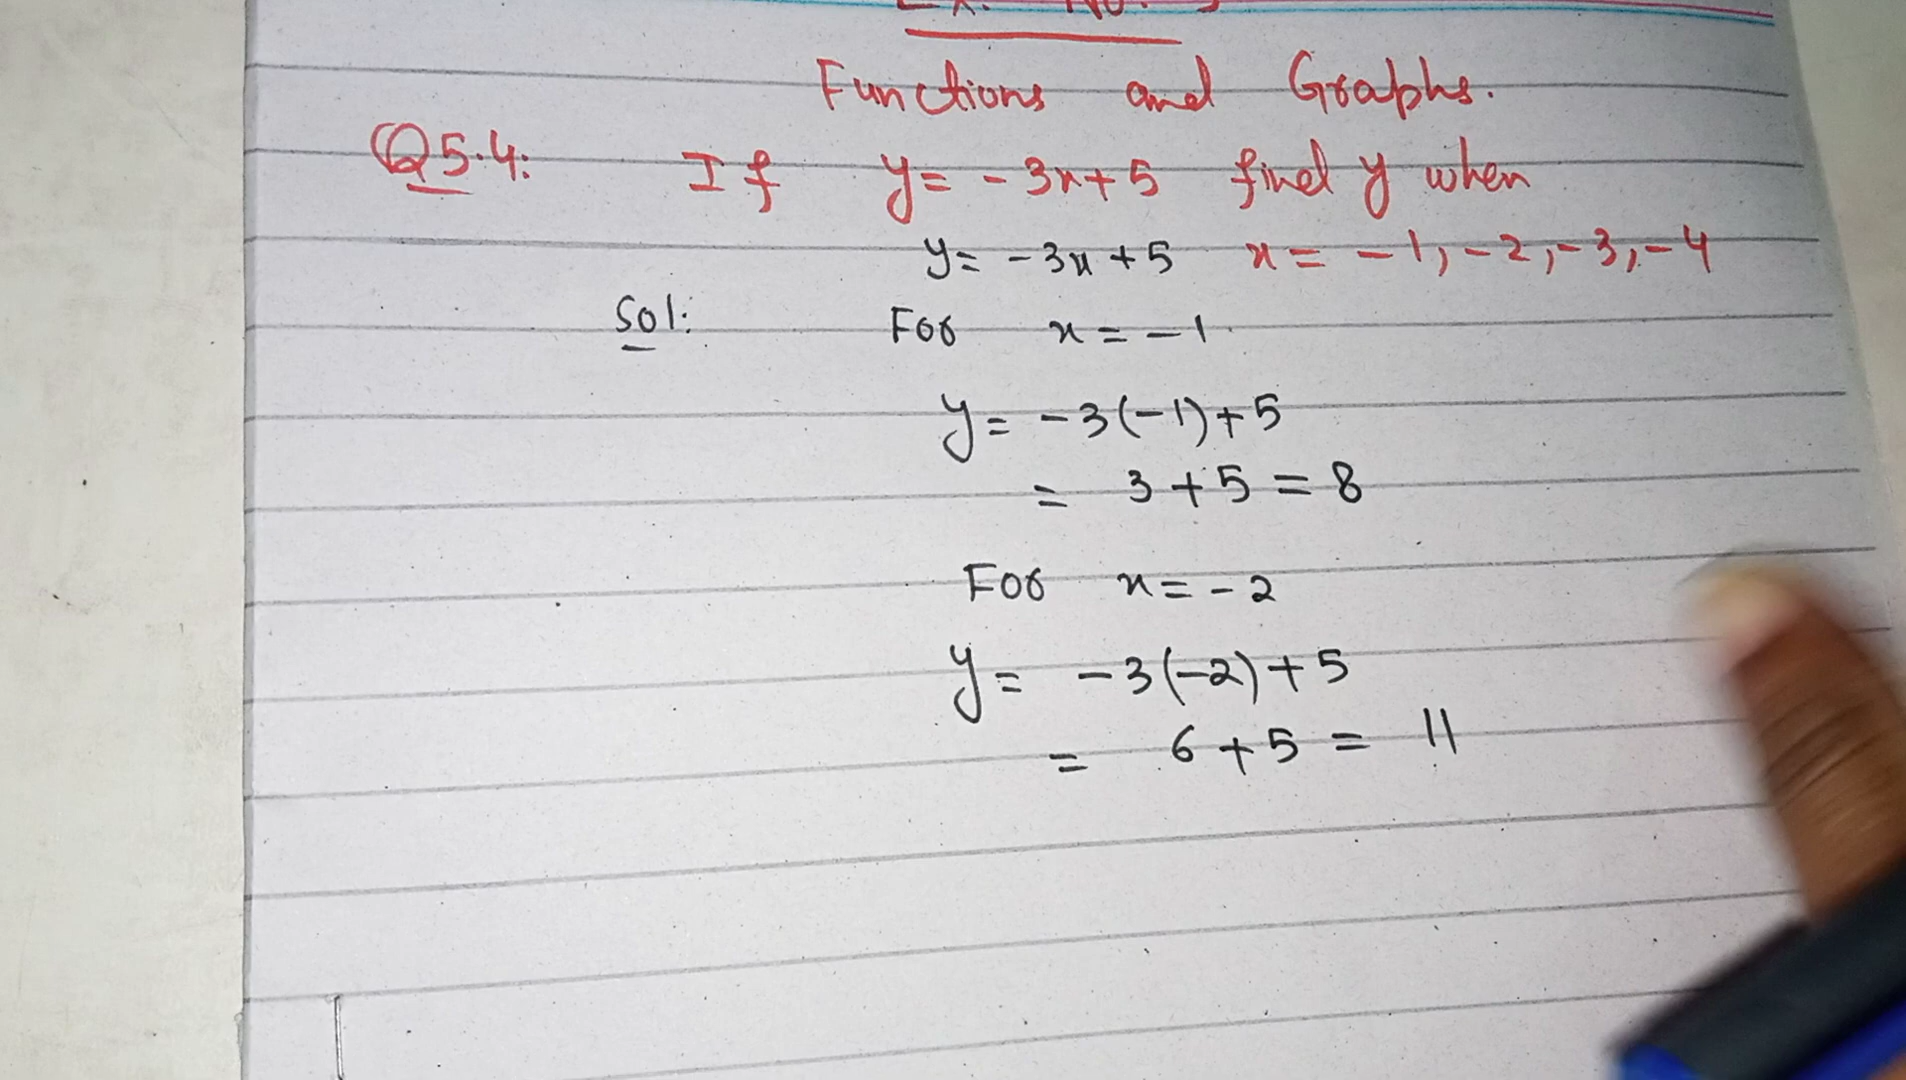 Functions and Graphs.
Q5.4: If y = -3x+5 find y when
y = -3x+5 x = -1, -2, -3, -4
Sol: For x = -1
y = -3(-1)+5
= 3+5 = 8
For x = -2
y = -3(-2)+5
= 6+5 = 11